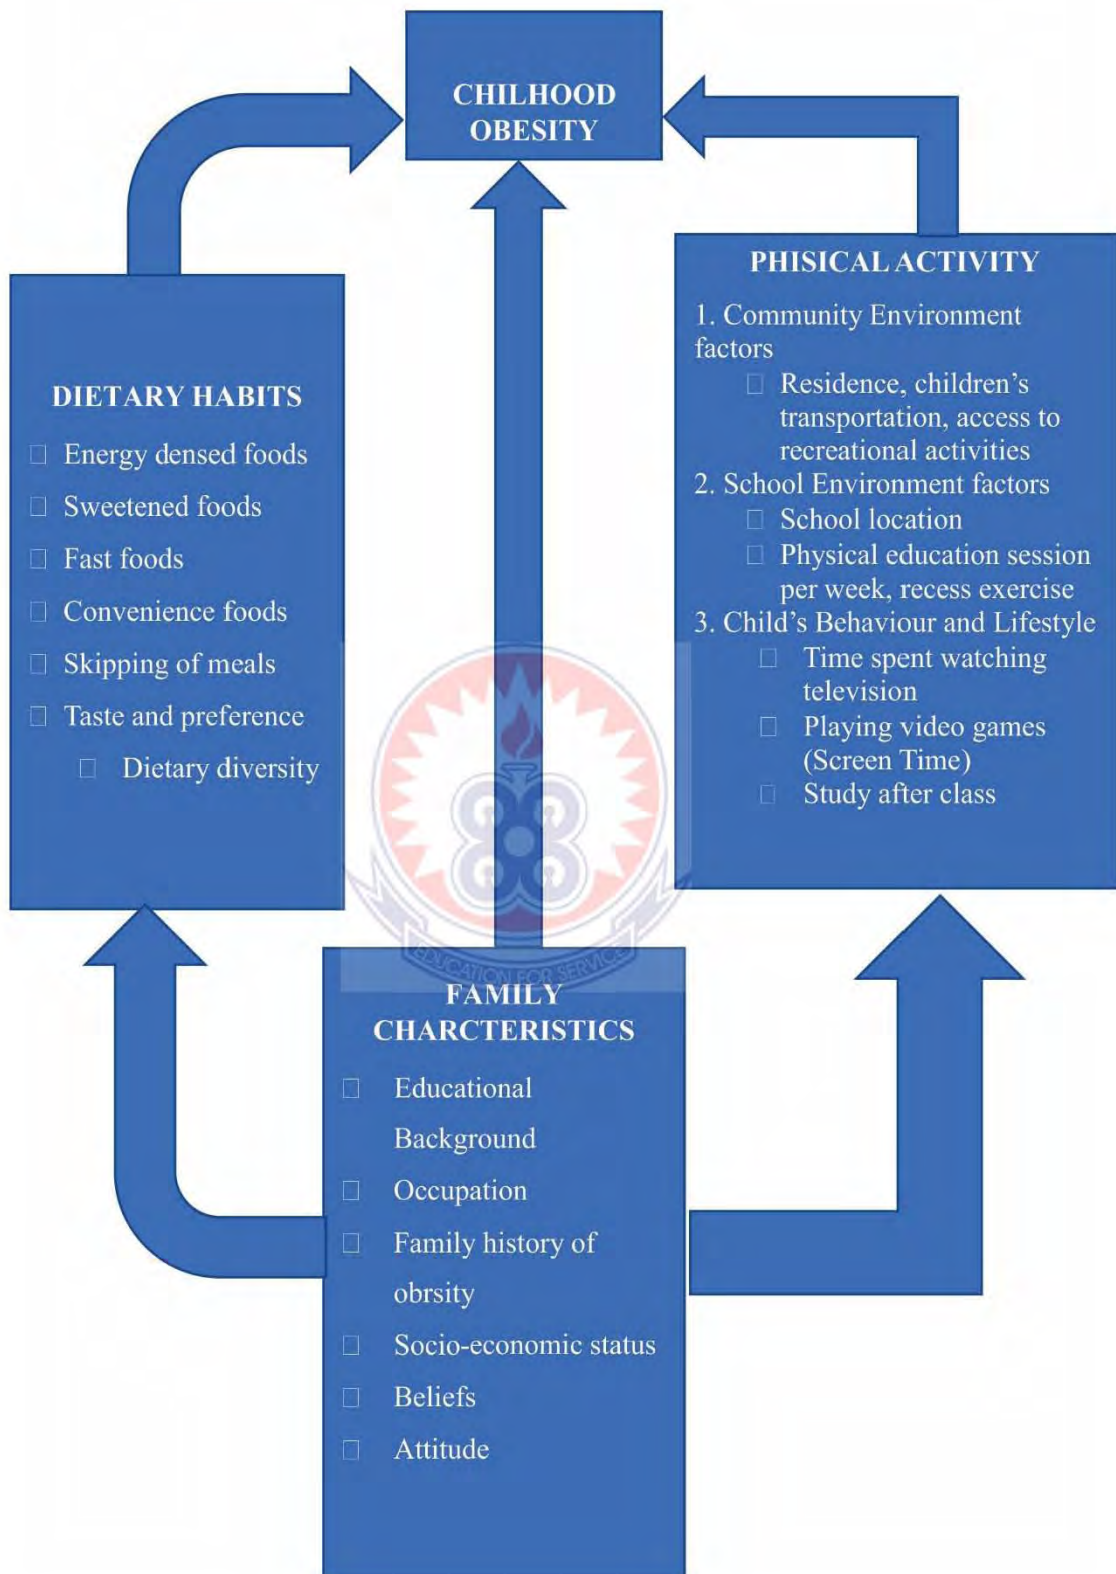 CHILHOOD
OBESITY
DIETARY HABITS
□ Energy densed foods
□ Sweetened foods
□ Fast foods
□ Convenience foods
□ Skipping of meals
□ Taste and preference
□ Dietary diversity
PHISICAL ACTIVITY
1. Community Environment
factors
□ Residence, children’s
transportation, access to
recreational activities
2. School Environment factors
□ School location
□ Physical education session
per week, recess exercise
3. Child’s Behaviour and Lifestyle
□ Time spent watching
television
□ Playing video games
(Screen Time)
□ Study after class
EDUCATION FOR SERVICE
FAMILY
CHARCTERISTICS
□ Educational
Background
□ Occupation
□ Family history of
obrsity
□ Socio-economic status
□ Beliefs
□ Attitude